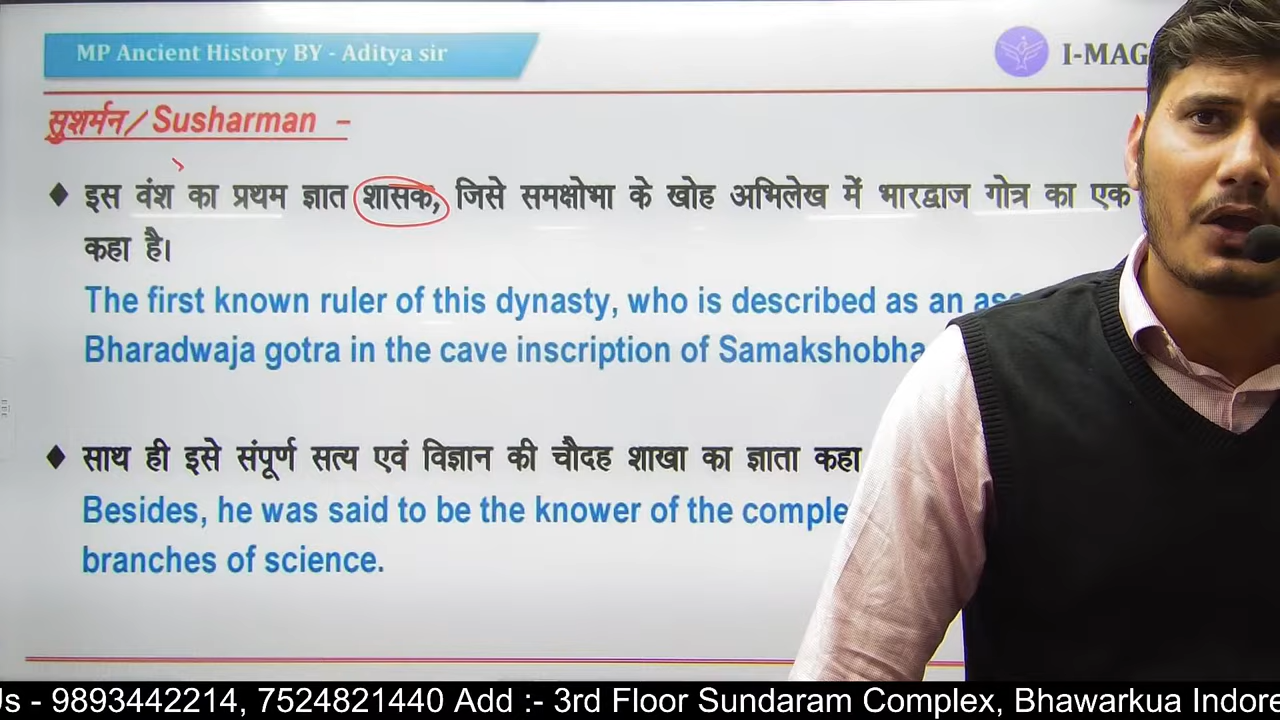 MP Ancient History BY - Aditya sir
I-MAG
सुशर्मन/ Susharman -
इस वंश का प्रथम ज्ञात शासक, जिसे समक्षोभा के खोह अभिलेख में भारद्वाज गोत्र का एक
कहा है।
The first known ruler of this dynasty, who is described as an
Bharadwaja gotra in the cave inscription of Samakshobha
साथ ही इसे संपूर्ण सत्य एवं विज्ञान की चौदह शाखा का ज्ञाता कहा
Besides, he was said to be the knower of the comple
branches of science.
Us - 9893442214, 7524821440 Add :- 3rd Floor Sundaram Complex, Bhawarkua Indore